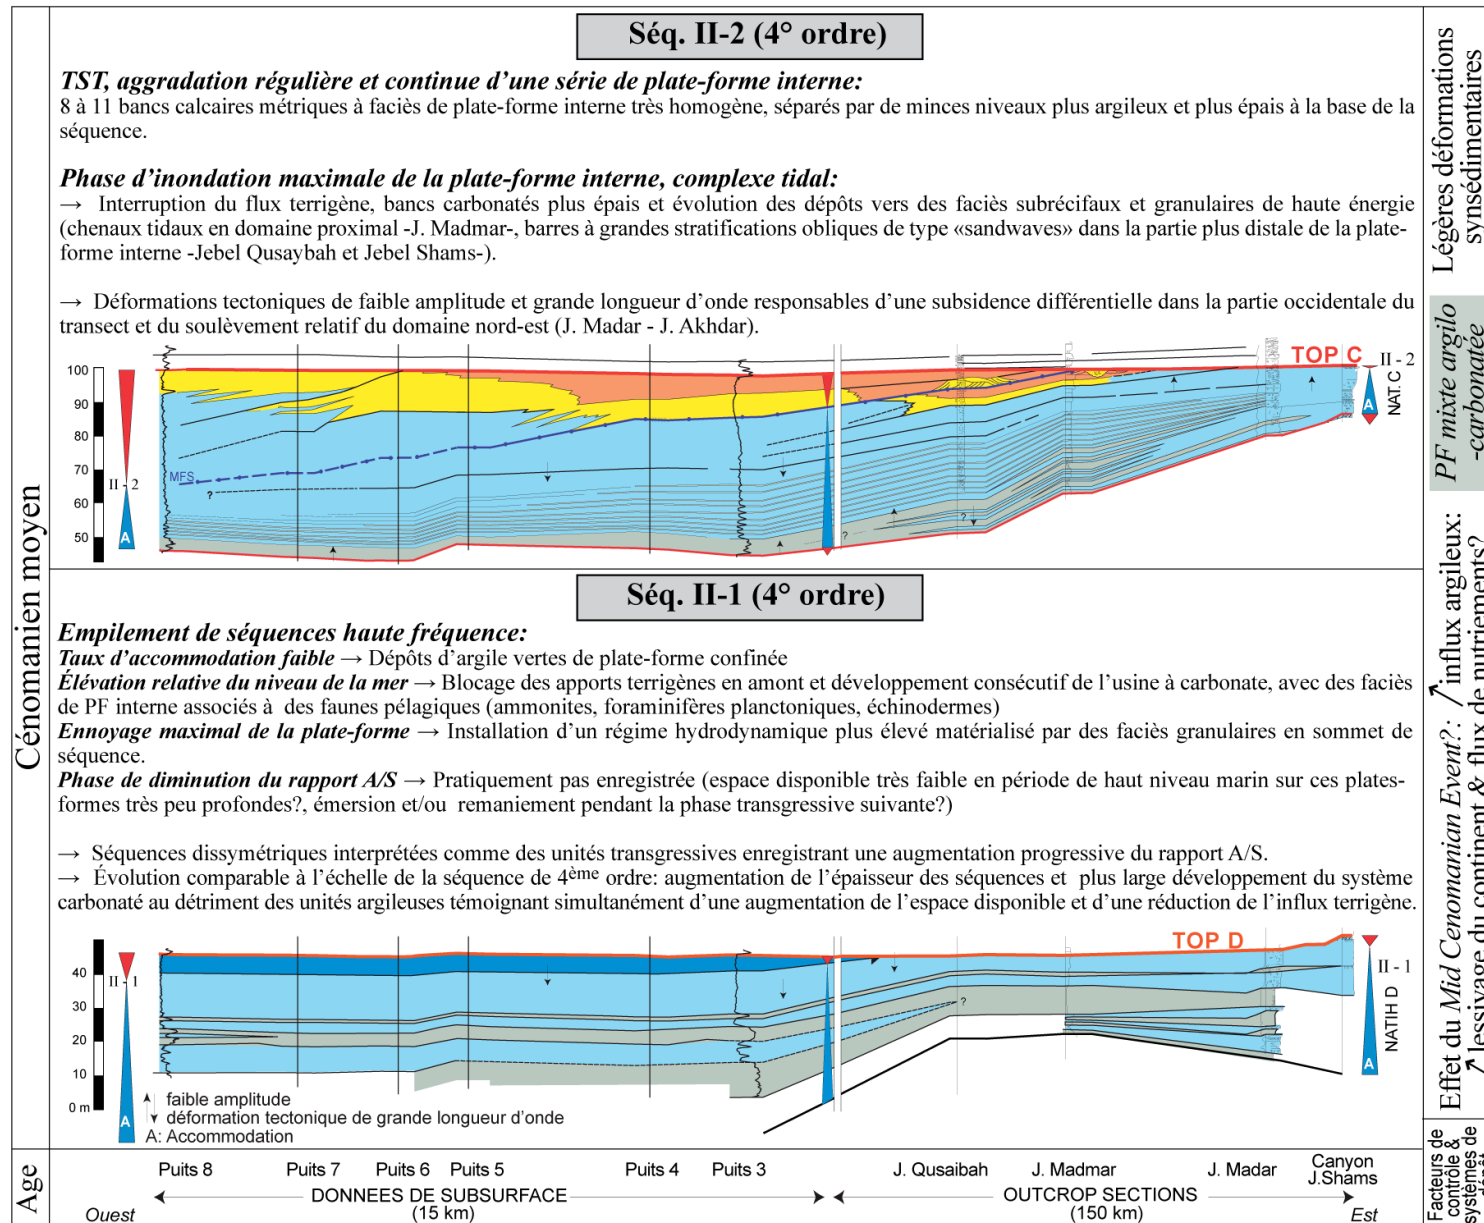 Séq. II-2 (4° ordre)
TST, aggradation régulière et continue d’une série de plate-forme interne:
8 à 11 bancs calcaires métriques à faciès de plate-forme interne très homogène, séparés par de minces niveaux plus argileux et plus épais à la base de la
séquence.
Phase d’inondation maximale de la plate-forme interne, complexe tidal:
→ Interruption du flux terrigène, bancs carbonatés plus épais et évolution des dépôts vers des faciès subrécifaux et granulaires de haute énergie
(chenaux tidaux en domaine proximal -J. Madmar-, barres à grandes stratifications obliques de type «sandwaves» dans la partie plus distale de la plate-
forme interne -Jebel Qusaybah et Jebel Shams-).
→ Déformations tectoniques de faible amplitude et grande longueur d’onde responsables d’une subsidence différentielle dans la partie occidentale du
transect et du soulèvement relatif du domaine nord-est (J. Madar - J. Akhdar).
TOP C
II - 2
100
90
80
70
60
50
II - 2
A
MFS
?
?
?
A
NAT. C
Séq. II-1 (4° ordre)
Empilement de séquences haute fréquence:
Taux d’accommodation faible → Dépôts d’argile vertes de plate-forme confinée
Élévation relative du niveau de la mer → Blocage des apports terrigènes en amont et développement consécutif de l’usine à carbonate, avec des faciès
de PF interne associés à des faunes pélagiques (ammonites, foraminifères planctoniques, échinodermes)
Ennoyage maximal de la plate-forme → Installation d’un régime hydrodynamique plus élevé matérialisé par des faciès granulaires en sommet de
séquence.
Phase de diminution du rapport A/S → Pratiquement pas enregistrée (espace disponible très faible en période de haut niveau marin sur ces plates-
formes très peu profondes?, émersion et/ou remaniement pendant la phase transgressive suivante?)
→ Séquences dissymétriques interprétées comme des unités transgressives enregistrant une augmentation progressive du rapport A/S.
→ Évolution comparable à l’échelle de la séquence de 4ème ordre: augmentation de l’épaisseur des séquences et plus large développement du système
carbonaté au détriment des unités argileuses témoignant simultanément d’une augmentation de l’espace disponible et d’une réduction de l’influx terrigène.
TOP D
40
30
20
10
0 m
II - 1
A
?
II - 1
A
NATIH D
faible amplitude
déformation tectonique de grande longueur d’onde
A: Accommodation
Cénomanien moyen
Age
Puits 8
Puits 7
Puits 6
Puits 5
Puits 4
Puits 3
J. Qusaibah
J. Madmar
J. Madar
Canyon
J.Shams
DONNEES DE SUBSURFACE
(15 km)
OUTCROP SECTIONS
(150 km)
Ouest
Est
Légères déformations
synsédimentaires
PF mixte argilo
-carbonatée
Effet du Mid Cenomanian Event?: ↗ influx argileux:
↗ lessivage du continent & flux de nutriements?
Facteurs de
contrôle &
systèmes de